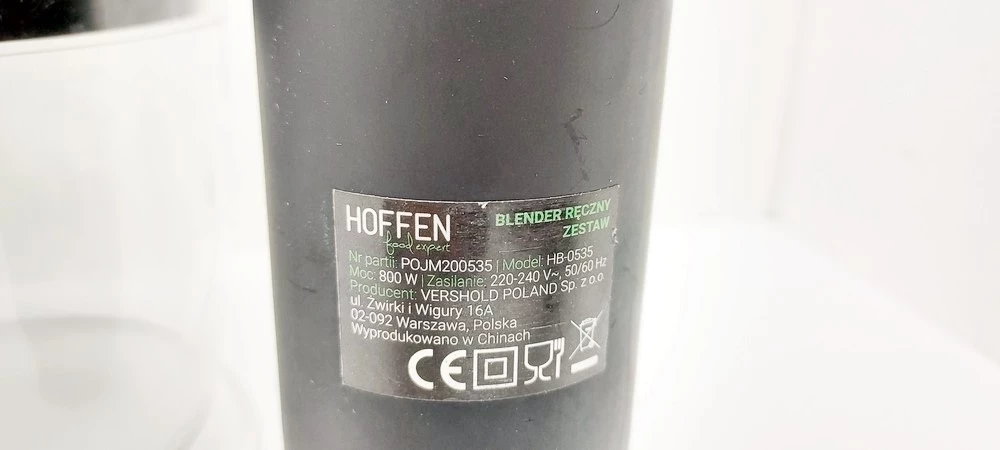 HOFFEN
food expert
BLENDER RĘCZNY
ZESTAW
Nr partii: POJM200535 | Model: HB-0535
Moc: 800 W | Zasilanie: 220-240 V~, 50/60 Hz
Producent: VERSHOLD POLAND Sp. z o.o.
ul. Żwirki i Wigury 16A
02-092 Warszawa, Polska
Wyprodukowano w Chinach
CE